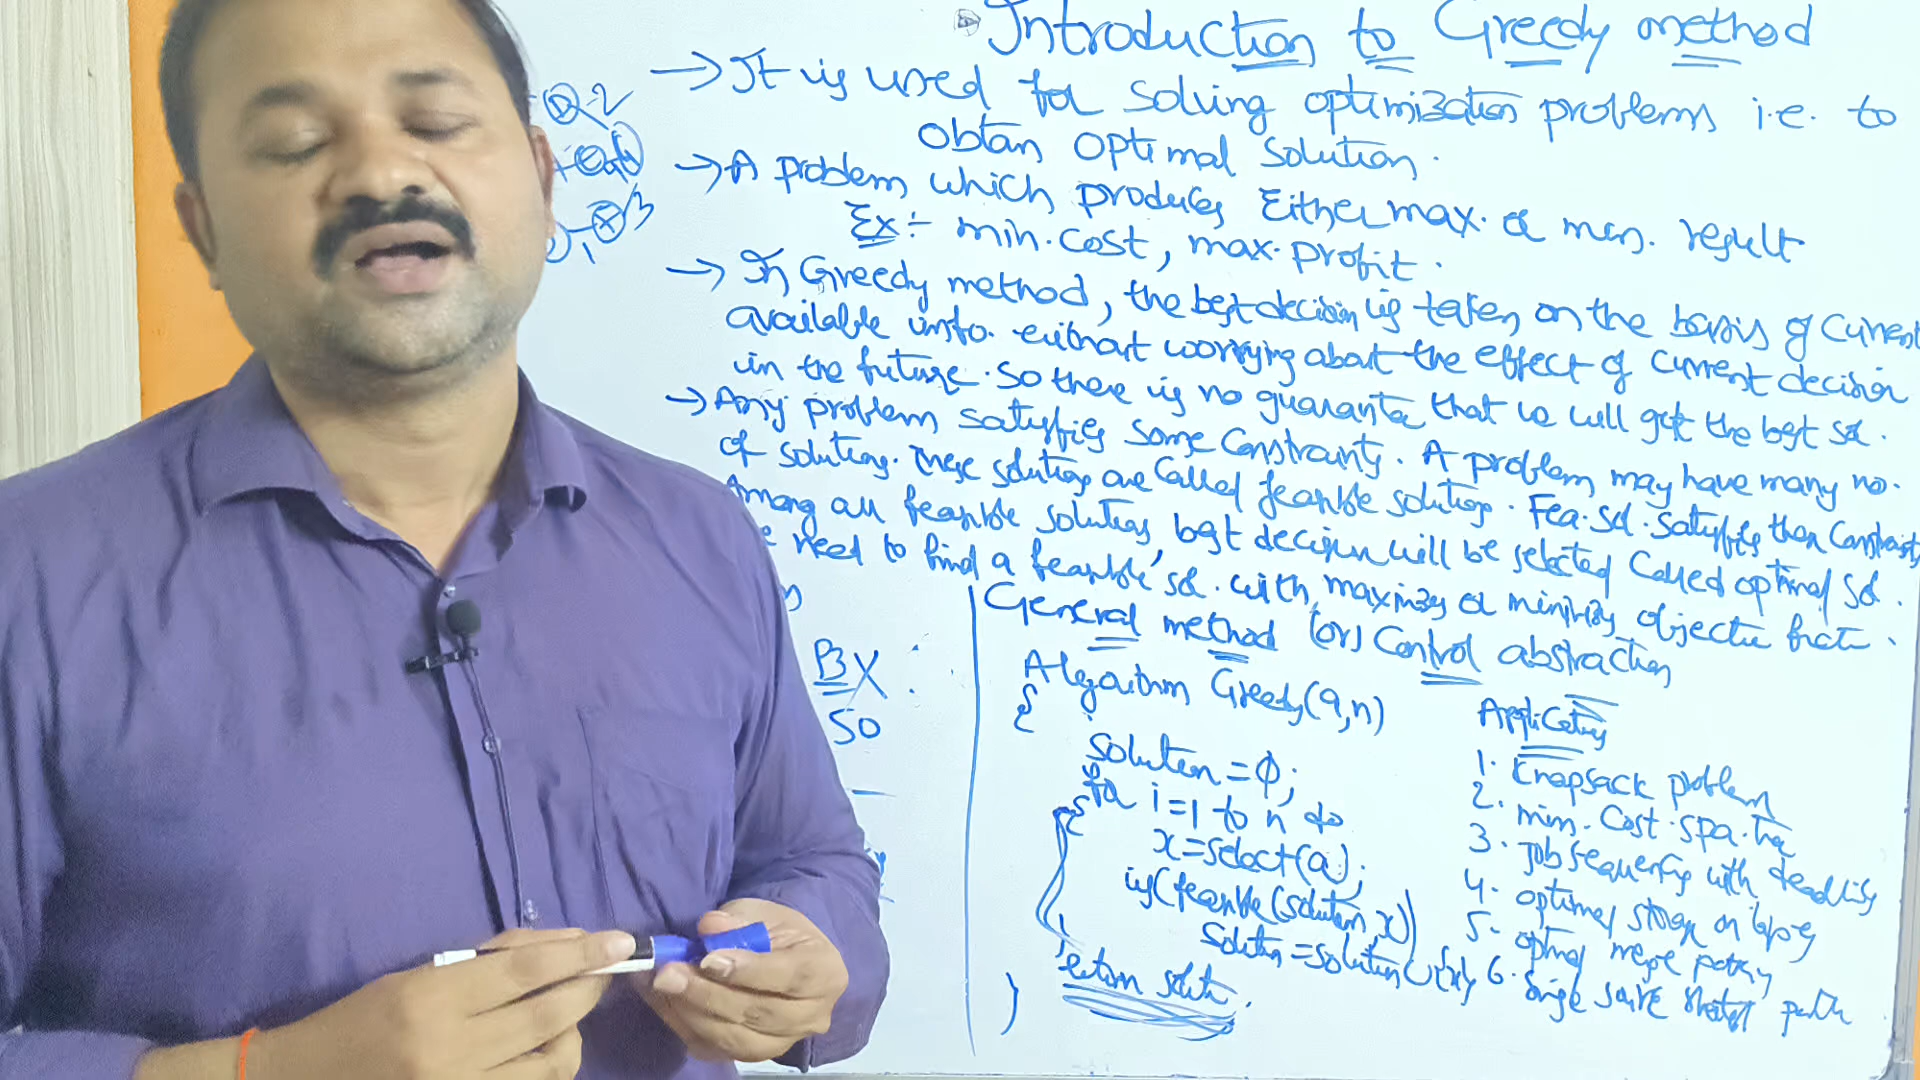 Introduction to Greedy method
→ It is used for solving optimization problems i.e. to
obtain optimal solution.
→ A problem which produces Either max. or min. result
Ex ÷ min. cost, max. profit.
→ In Greedy method, the best decision is taken on the basis of current
available info. without worrying about the effect of current decision
in the future. So there is no guarantee that we will get the best sol.
→ Any problem satisfies some constraints. A problem may have many no.
of solutions. These solutions are called feasible solutions. Fea. sol. satisfies then constraints
Among all feasible solutions, best decision will be selected called optimal sol.
need to find a feasible sol. with maximizes or minimizes objective
General method (or) Control abstraction
Algorithm Greedy(a,n)
{
solution = ϕ;
for i=1 to n do
{
x=select(a);
if(feasible(solution,x))
solution=solution ∪ {x};
}
return solution
}
Applications
1. Knapsack problem
2. min. cost. spa. tree
3. Job sequencing with deadlines
4. optimal storage on tapes
5. optimal merge pattern
6. Single source shortest path
B X
50